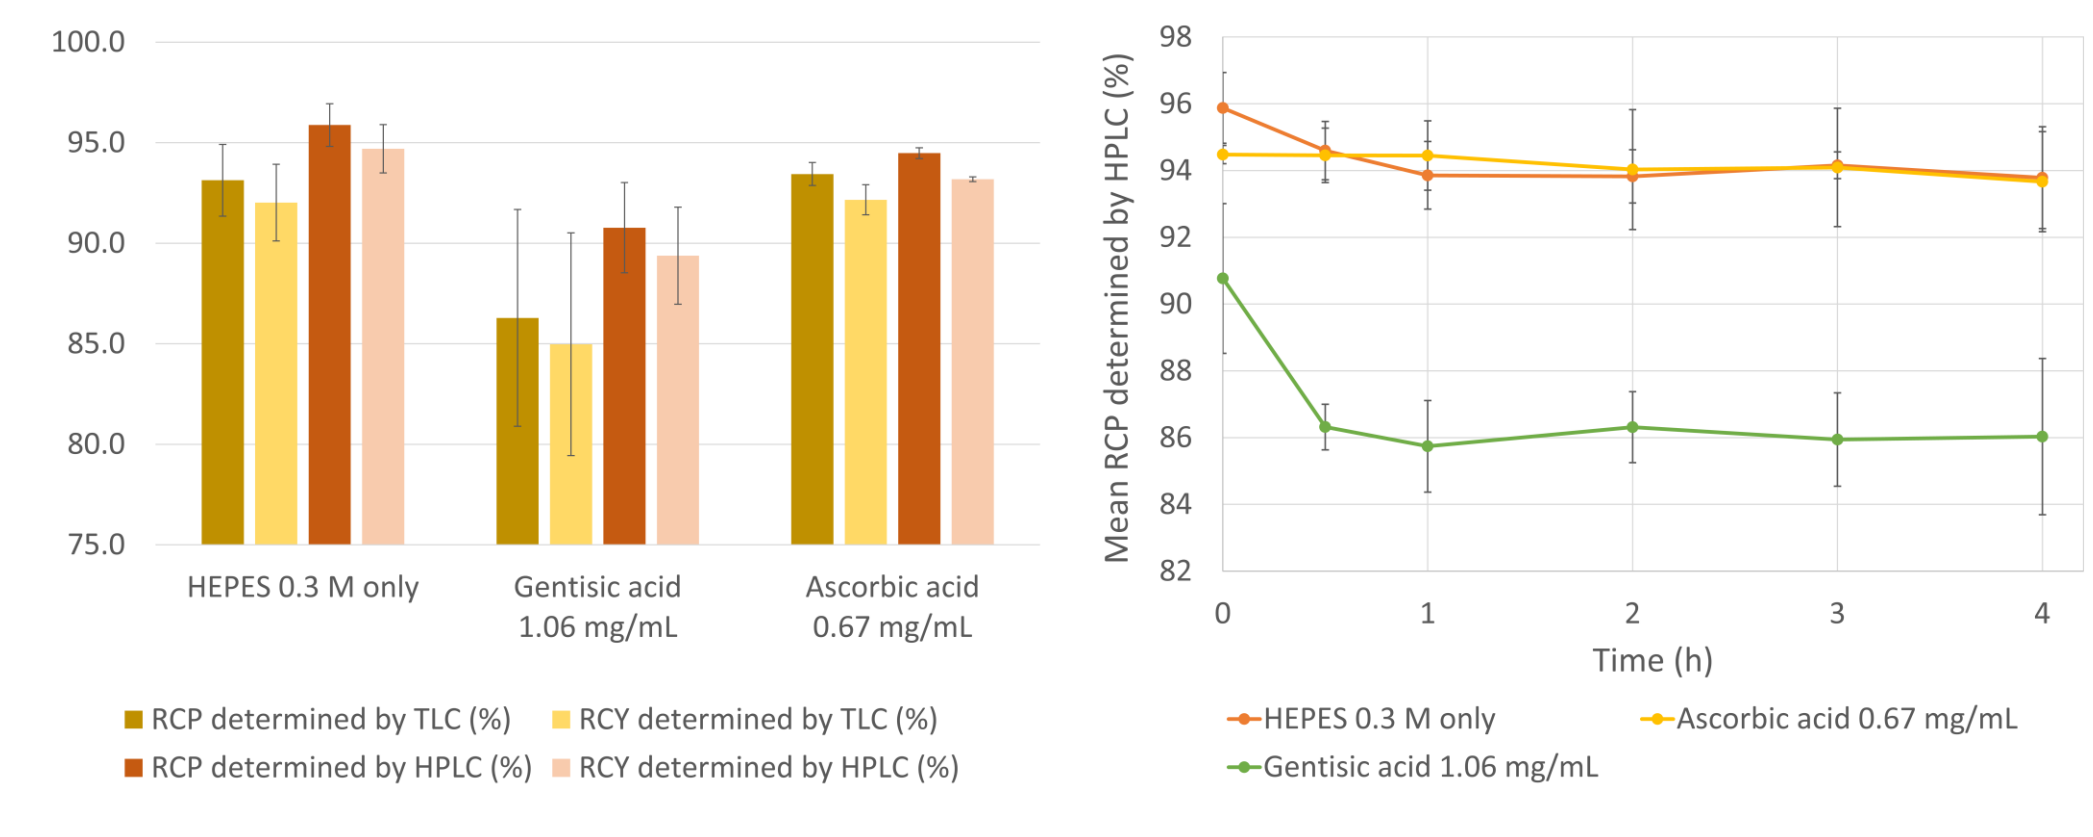 100.0
95.0
90.0
85.0
80.0
75.0
HEPES 0.3 M only
Gentisic acid
1.06 mg/mL
Ascorbic acid
0.67 mg/mL
RCP determined by TLC (%)
RCY determined by TLC (%)
RCP determined by HPLC (%)
RCY determined by HPLC (%)
Mean RCP determined by HPLC (%)
98
96
94
92
90
88
86
84
82
0
1
2
3
4
Time (h)
HEPES 0.3 M only
Ascorbic acid 0.67 mg/mL
Gentisic acid 1.06 mg/mL